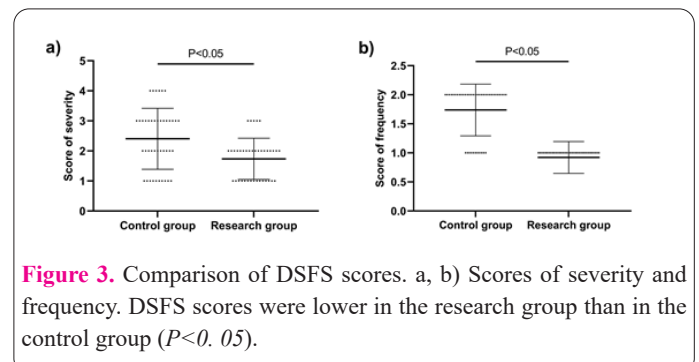 a)
P<0.05
Score of severity
5
4
3
2
1
0
Control group Research group
b)
P<0.05
Score of frequency
2.5
2.0
1.5
1.0
0.5
0.0
Control group Research group
Figure 3. Comparison of DSFS scores. a, b) Scores of severity and
frequency. DSFS scores were lower in the research group than in the
control group (P<0. 05).